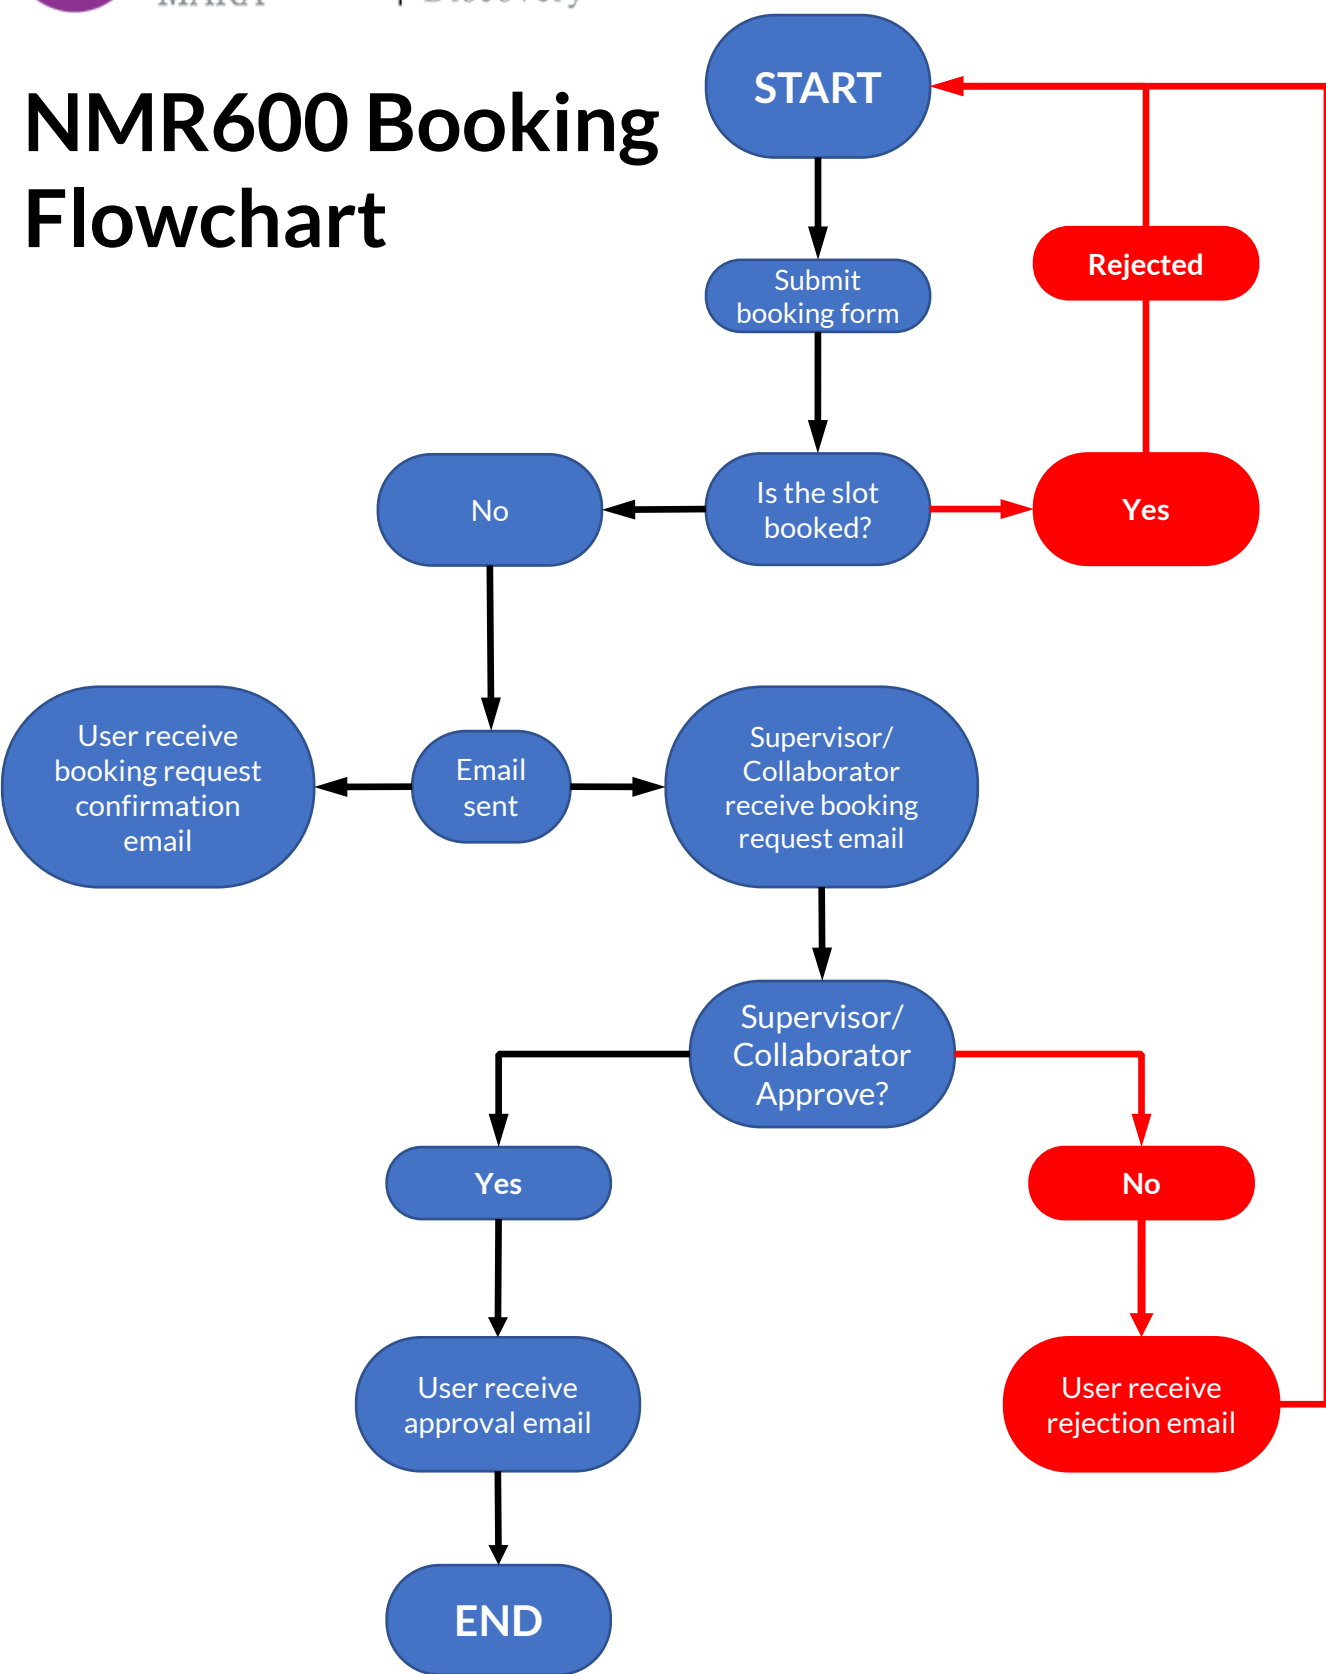 NMR600 Booking
Flowchart
START
Submit
booking form
Rejected
Is the slot
booked?
No
Yes
User receive
booking request
confirmation
email
Email
sent
Supervisor/
Collaborator
receive booking
request email
Supervisor/
Collaborator
Approve?
Yes
No
User receive
approval email
User receive
rejection email
END